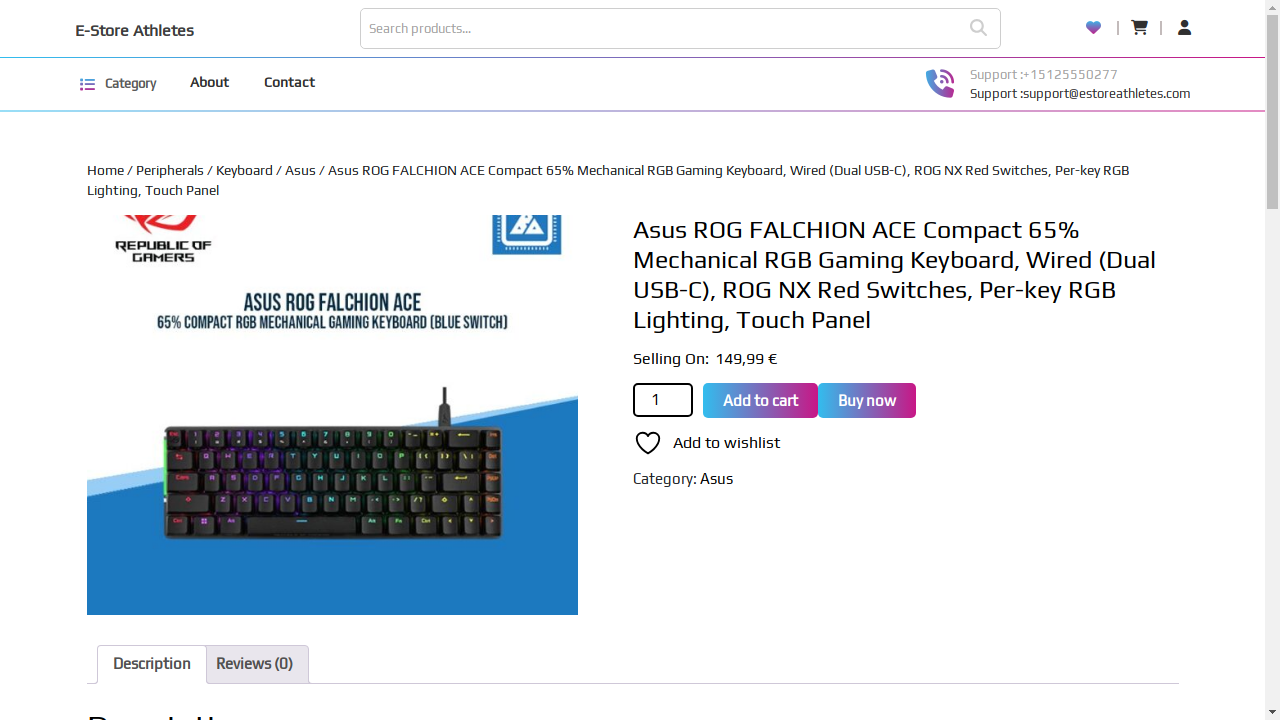 E-Store Athletes
Search products...
Category
About
Contact
Support :+15125550277
Support :support@estoreathletes.com
Home / Peripherals / Keyboard / Asus / Asus ROG FALCHION ACE Compact 65% Mechanical RGB Gaming Keyboard, Wired (Dual USB-C), ROG NX Red Switches, Per-key RGB
Lighting, Touch Panel
REPUBLIC OF
GAMERS
ASUS ROG FALCHION ACE
65% COMPACT RGB MECHANICAL GAMING KEYBOARD (BLUE SWITCH)
Asus ROG FALCHION ACE Compact 65%
Mechanical RGB Gaming Keyboard, Wired (Dual
USB-C), ROG NX Red Switches, Per-key RGB
Lighting, Touch Panel
Selling On: 149,99 €
1
Add to cart
Buy now
Add to wishlist
Category: Asus
Description
Reviews (0)